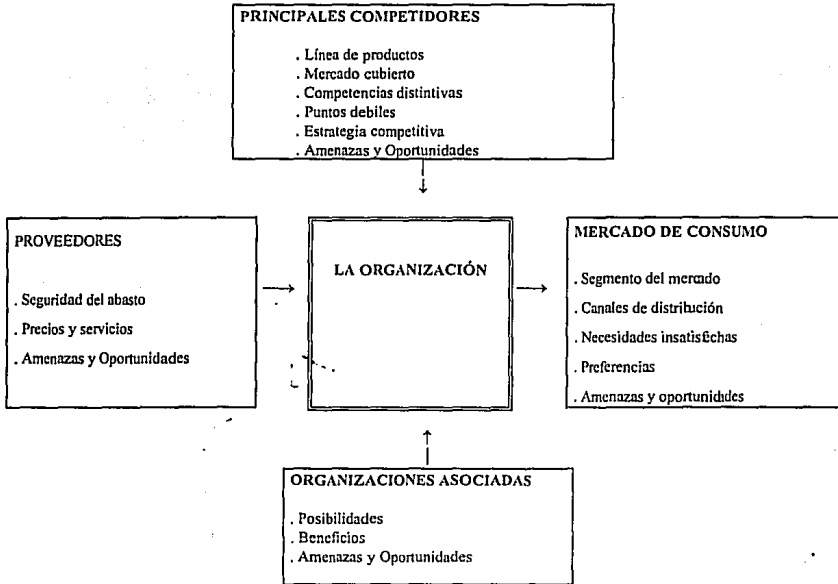 PRINCIPALES COMPETIDORES
. Línea de productos
. Mercado cubierto
. Competencias distintivas
. Puntos debiles
. Estrategia competitiva
. Amenazas y Oportunidades
PROVEEDORES
. Seguridad del abasto
. Precios y servicios
. Amenazas y Oportunidades
LA ORGANIZACIÓN
MERCADO DE CONSUMO
. Segmento del mercado
. Canales de distribución
. Necesidades insatisfechas
. Preferencias
. Amenazas y oportunidades
ORGANIZACIONES ASOCIADAS
. Posibilidades
. Beneficios
. Amenazas y Oportunidades